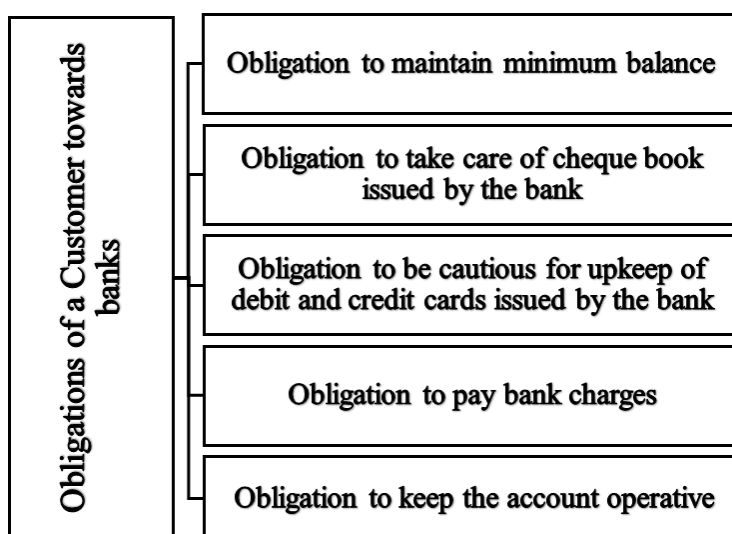 Obligations of a Customer towards
banks
Obligation to maintain minimum balance
Obligation to take care of cheque book
issued by the bank
Obligation to be cautious for upkeep of
debit and credit cards issued by the bank
Obligation to pay bank charges
Obligation to keep the account operative